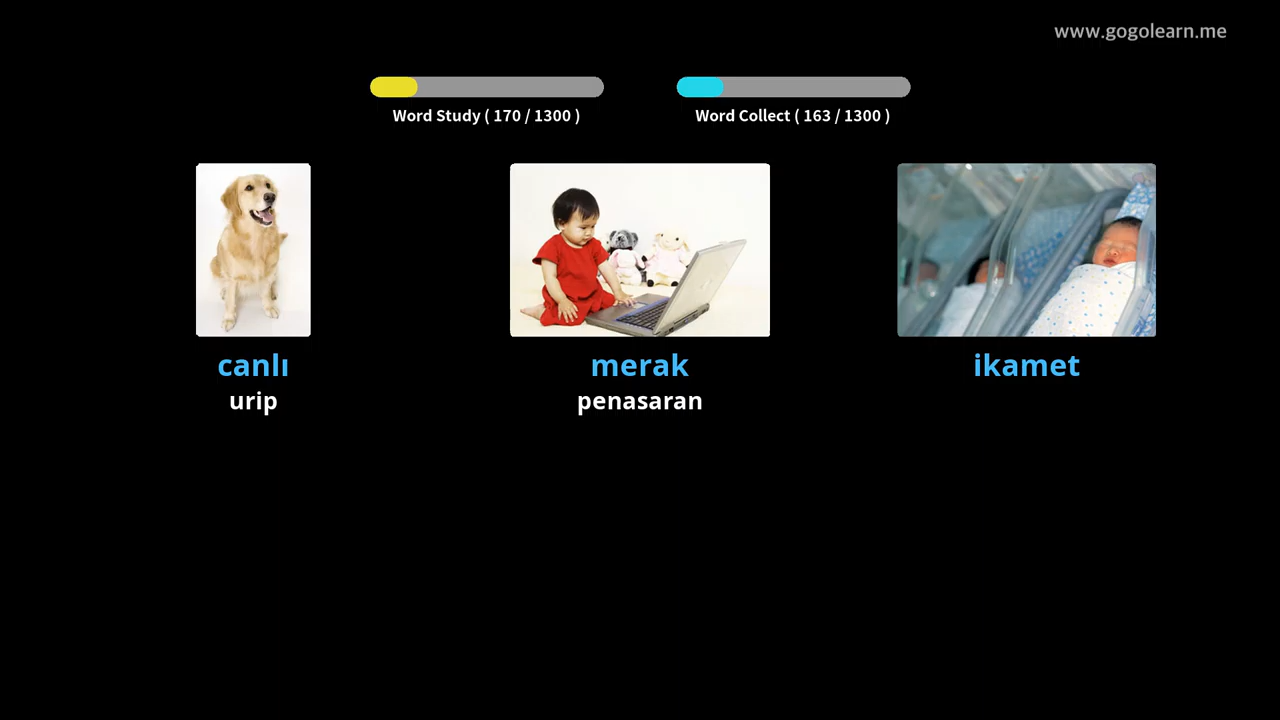 www.gogolearn.me
Word Study ( 170 / 1300 )
Word Collect ( 163 / 1300 )
canlı
urip
merak
penasaran
ikamet